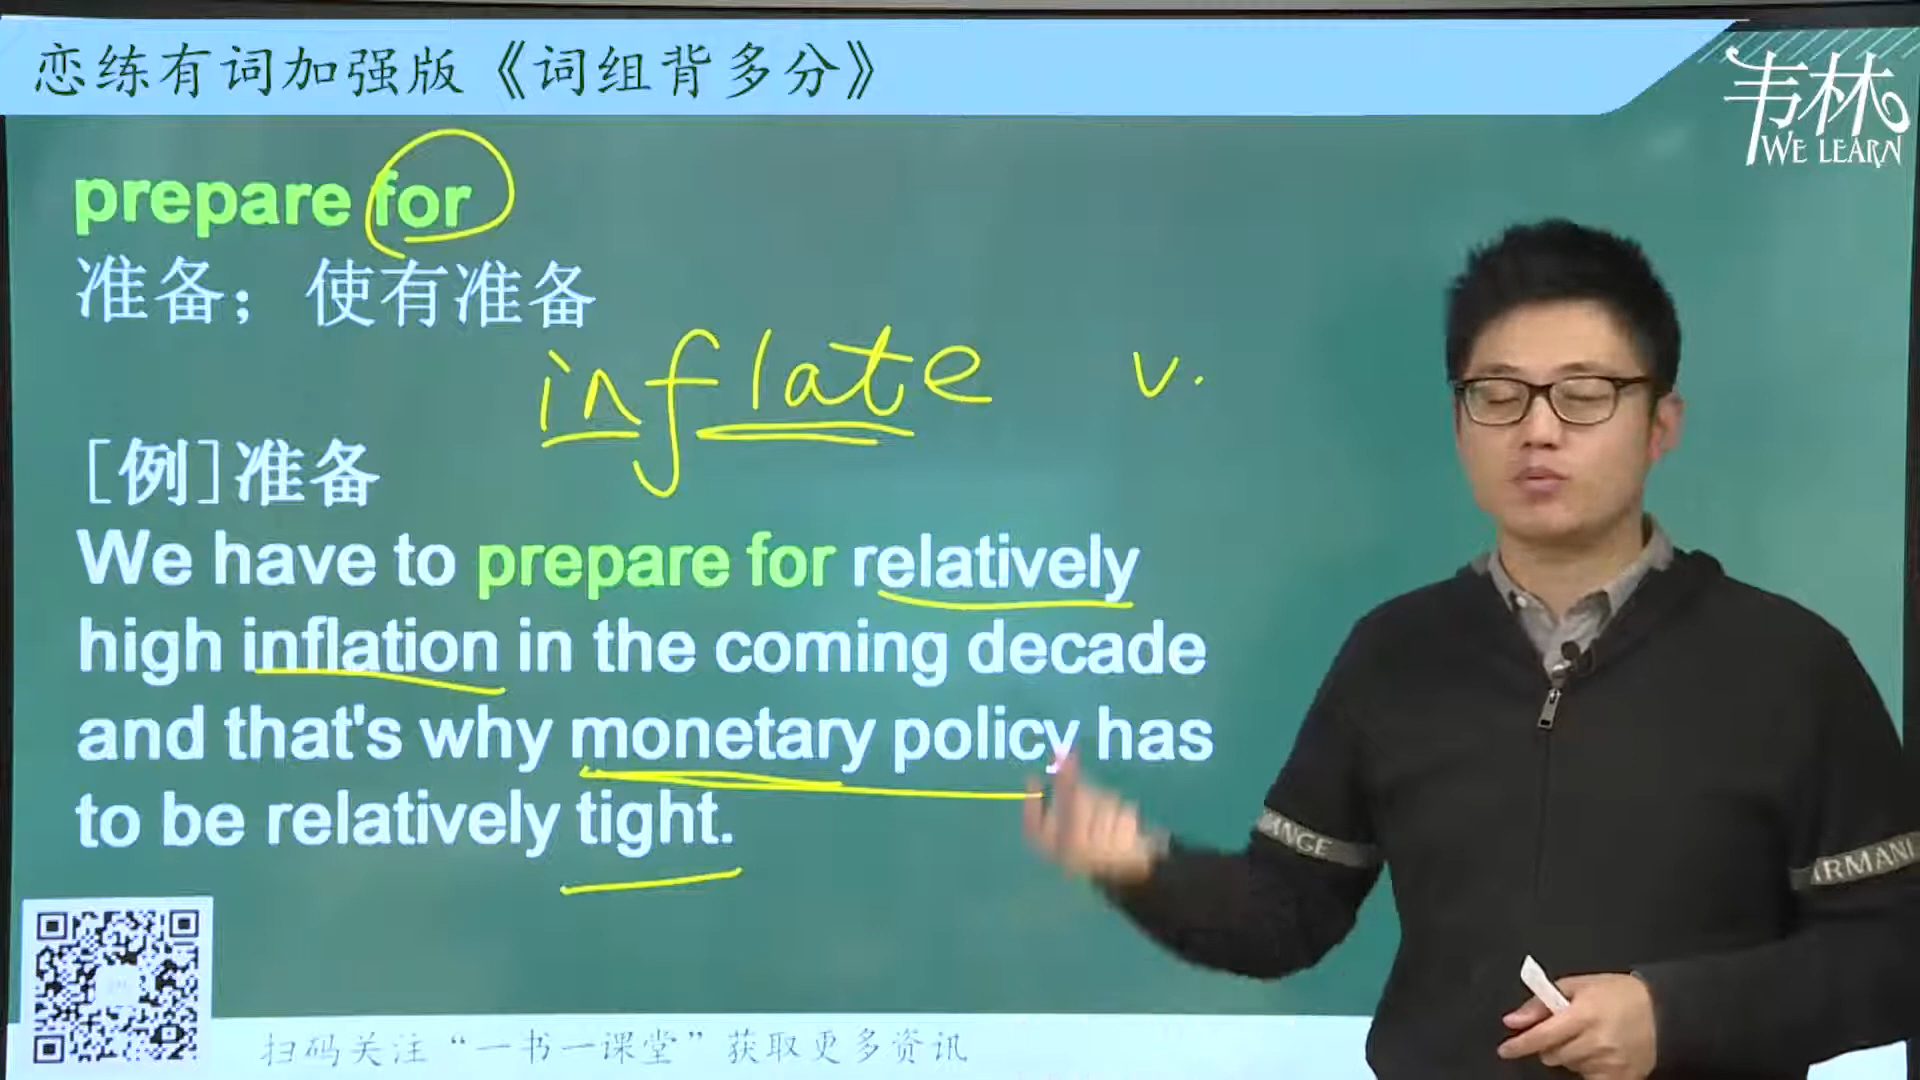 恋练有词加强版《词组背多分》
韦林
WE LEARN
prepare for
准备；使有准备
inflate v.
[例]准备
We have to prepare for relatively
high inflation in the coming decade
and that's why monetary policy has
to be relatively tight.
扫码关注“一书一课堂”获取更多资讯
ANGE
ARMANI